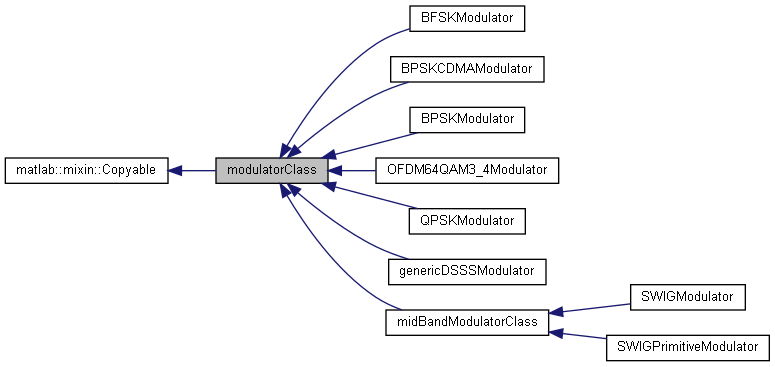 BFSKModulator
BPSKCDMAModulator
BPSKModulator
matlab::mixin::Copyable
modulatorClass
OFDM64QAM3_4Modulator
QPSKModulator
genericDSSSModulator
SWIGModulator
midBandModulatorClass
SWIGPrimitiveModulator